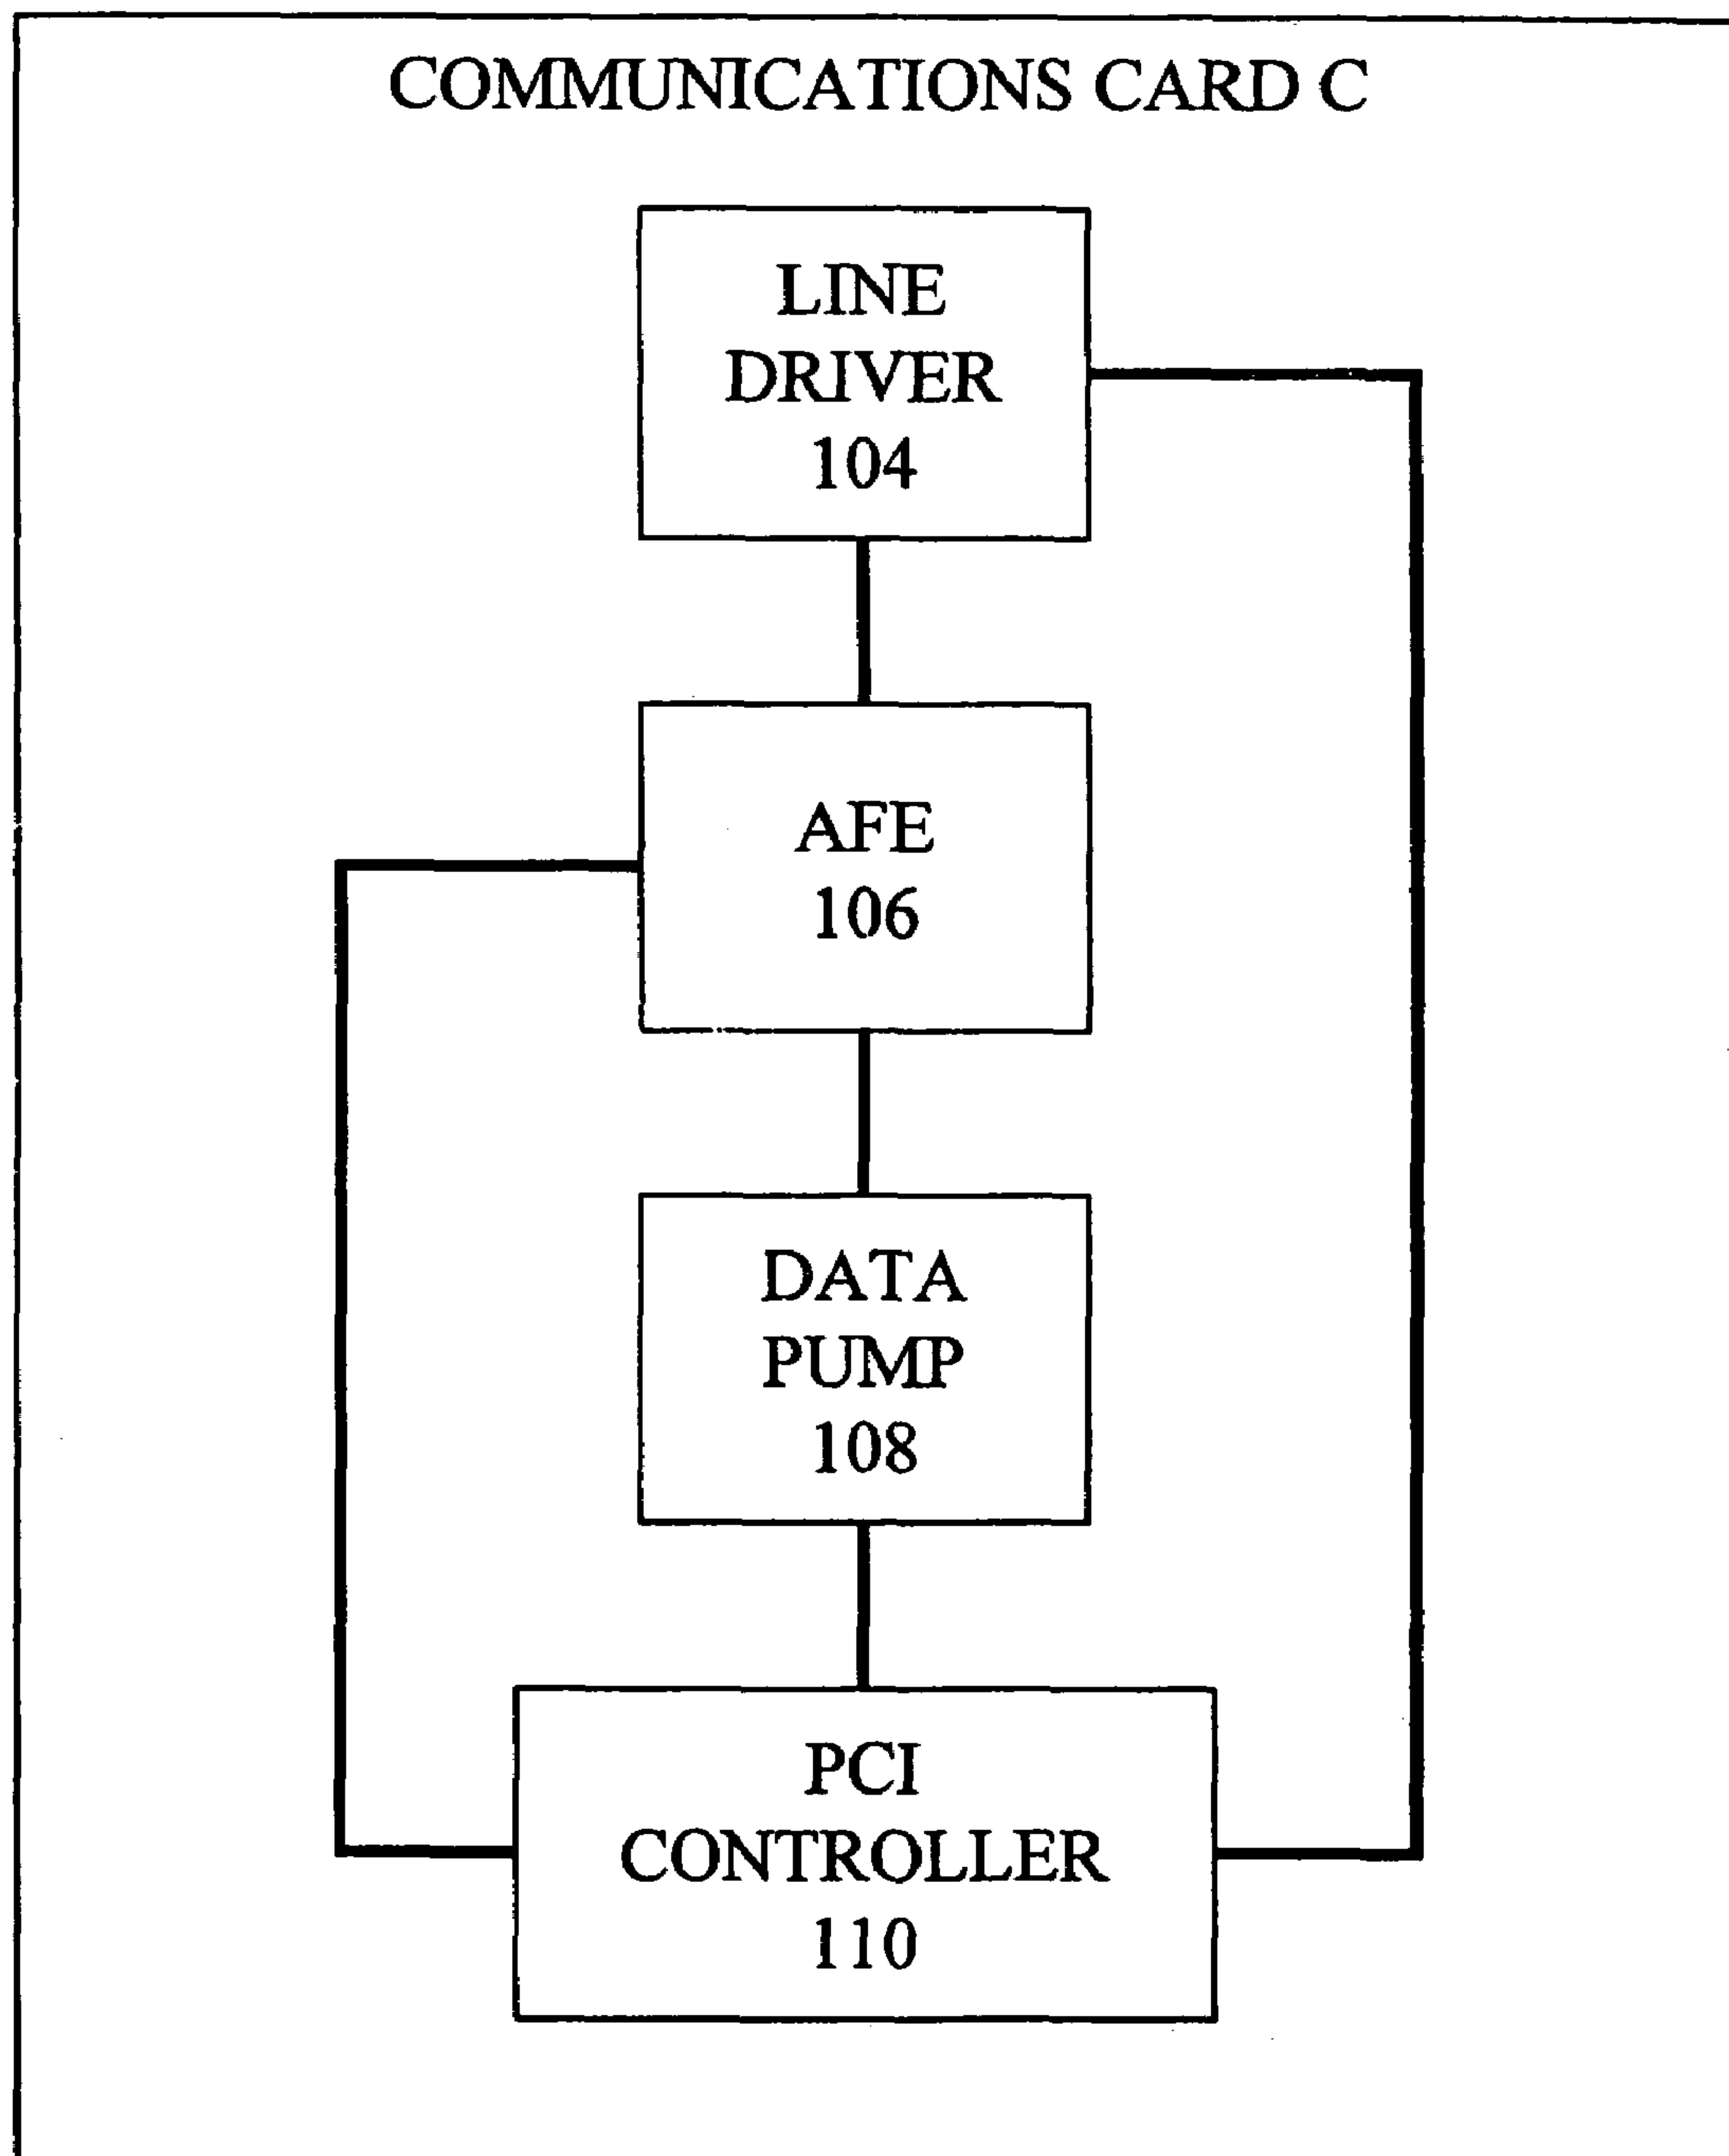 COMMUNICATIONS CARD C
LINE
DRIVER
104
AFE
106
DATA
PUMP
108
PCI
CONTROLLER
110